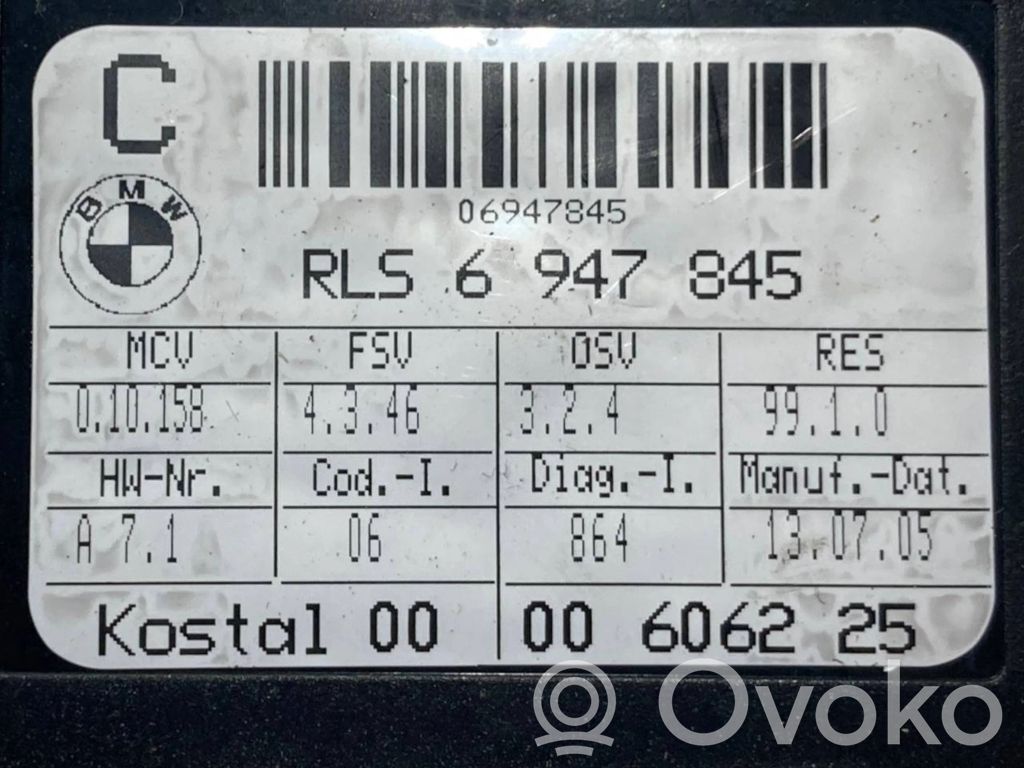 C
BMW
06947845
RLS 6 947 845
MCV FSV OSV RES
0.10.158 4.3.46 3.2.4 99.1.0
HW-Nr. Cod.-I. Diag.-I. Manuf.-Dat.
A 7.1 06 864 13.07.05
Kostal 00 00 6062 25
Ovoko